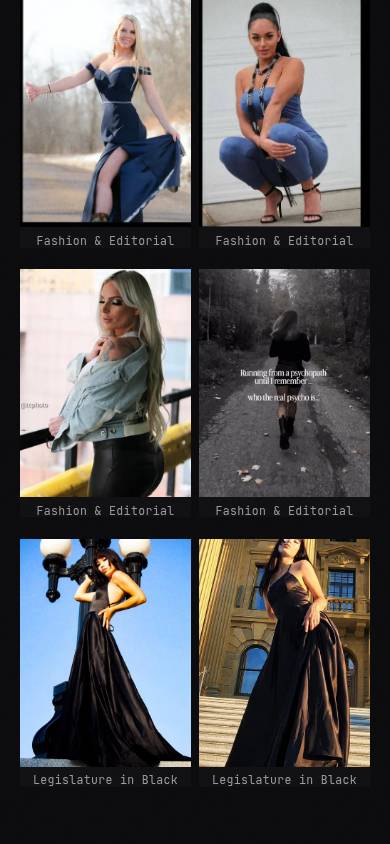 Fashion & Editorial
Fashion & Editorial
Running from a psychopath
until I remember...
who the real psycho is...
Fashion & Editorial
Fashion & Editorial
Legislature in Black
Legislature in Black